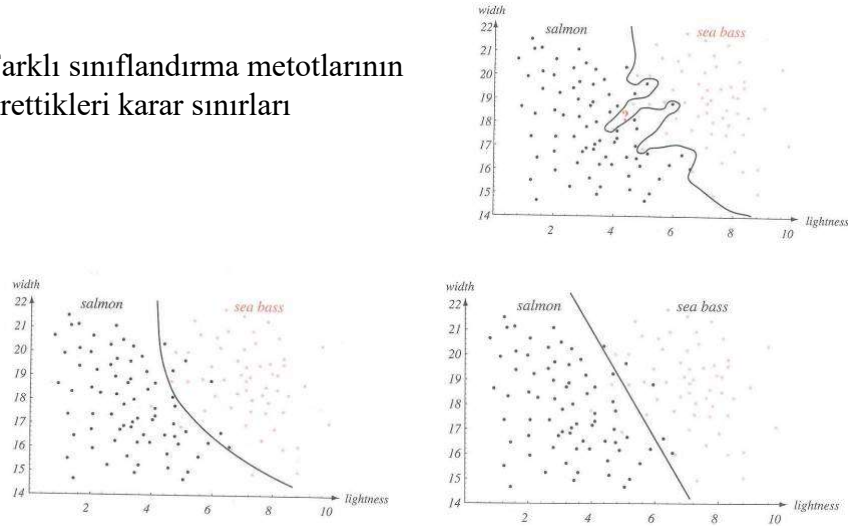 arklı sınıflandırma metotlarının
rettikleri karar sınırları
width
salmon sea bass
22
21
20
19
18
17
16
15
14
?
2 4 6 8 10
lightness
width
salmon sea bass
22
21
20
19
18
17
16
15
14
2 4 6 8 10
lightness
width
salmon sea bass
22
21
20
19
18
17
16
15
14
2 4 6 8 10
lightness